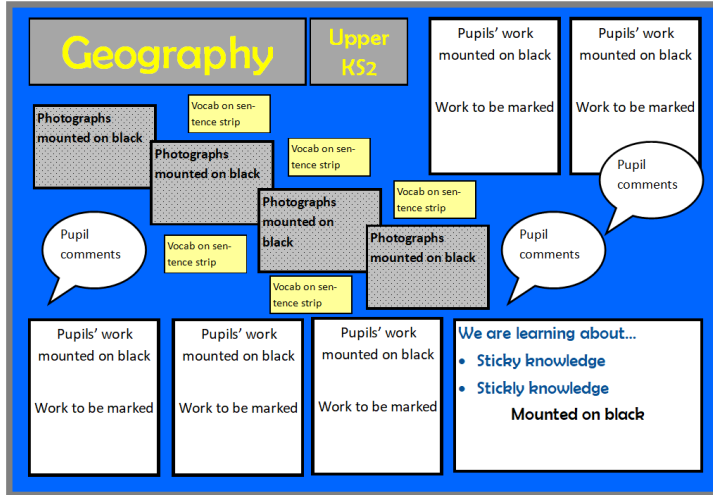 Geography
Upper
KS2
Pupils' work
mounted on black
Work to be marked
Pupils' work
mounted on black
Work to be marked
Photographs
mounted on black
Vocab on sen-
tence strip
Photographs
mounted on black
Vocab on sen-
tence strip
Photographs
mounted on
black
Vocab on sen-
tence strip
Photographs
mounted on black
Pupil
comments
Pupil
comments
Vocab on sen-
tence strip
Pupil
comments
Vocab on sen-
tence strip
Pupils' work
mounted on black
Work to be marked
Pupils' work
mounted on black
Work to be marked
Pupils' work
mounted on black
Work to be marked
We are learning about...
• Sticky knowledge
• Stickly knowledge
Mounted on black